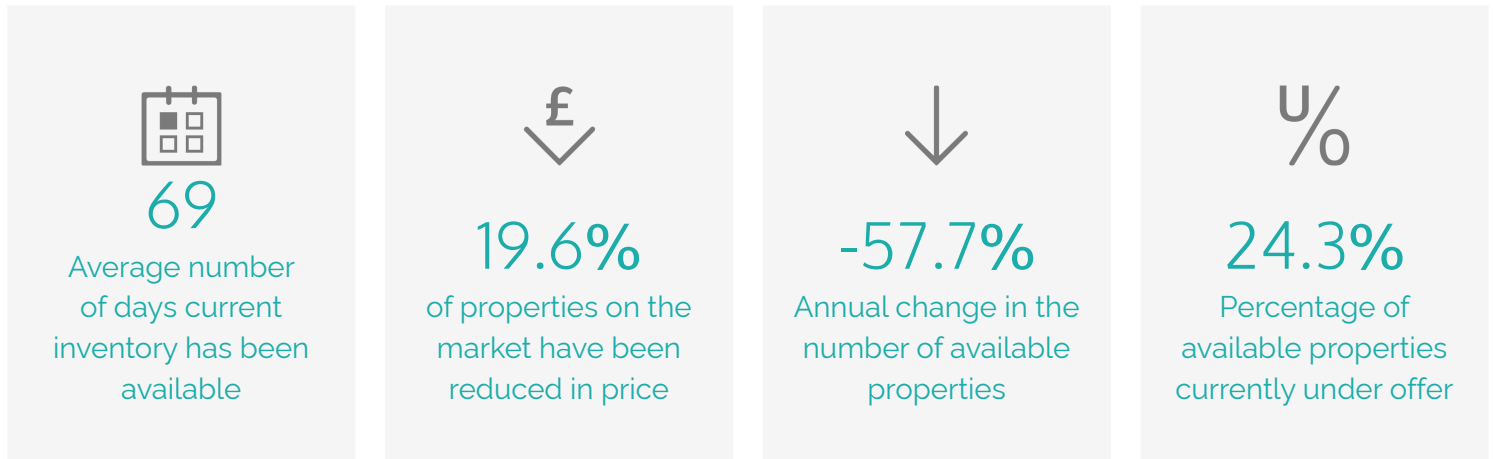 69
Average number
of days current
inventory has been
available
£
19.6%
of properties on the
market have been
reduced in price
-57.7%
Annual change in the
number of available
properties
U%
24.3%
Percentage of
available properties
currently under offer